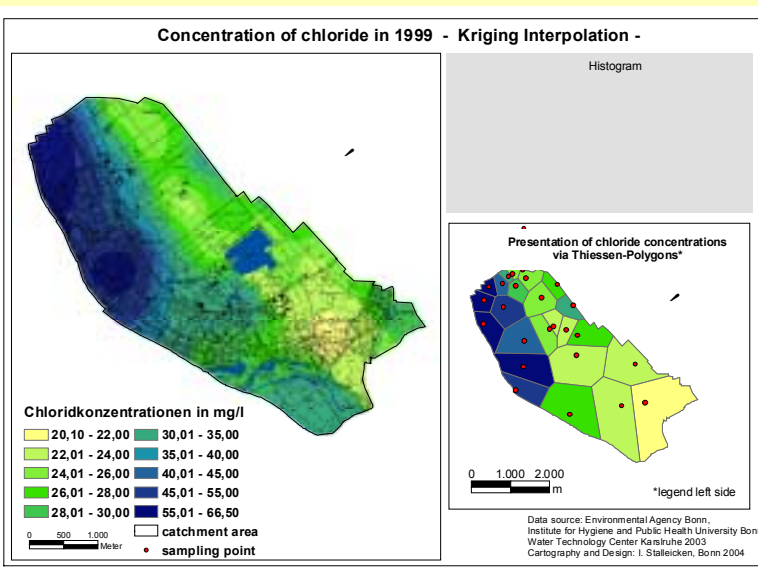 Concentration of chloride in 1999 - Kriging Interpolation -
Histogram
Presentation of chloride concentrations
via Thiessen-Polygons*
Chloridkonzentrationen in mg/l
20,10 - 22,00 30,01 - 35,00
22,01 - 24,00 35,01 - 40,00
24,01 - 26,00 40,01 - 45,00
26,01 - 28,00 45,01 - 55,00
28,01 - 30,00 55,01 - 66,50
catchment area
sampling point
0 500 1.000
Meter
0 1.000 2.000
m
*legend left side
Data source: Environmental Agency Bonn,
Institute for Hygiene and Public Health University Bonn
Water Technology Center Karslruhe 2003
Cartography and Design: I. Stalleicken, Bonn 2004